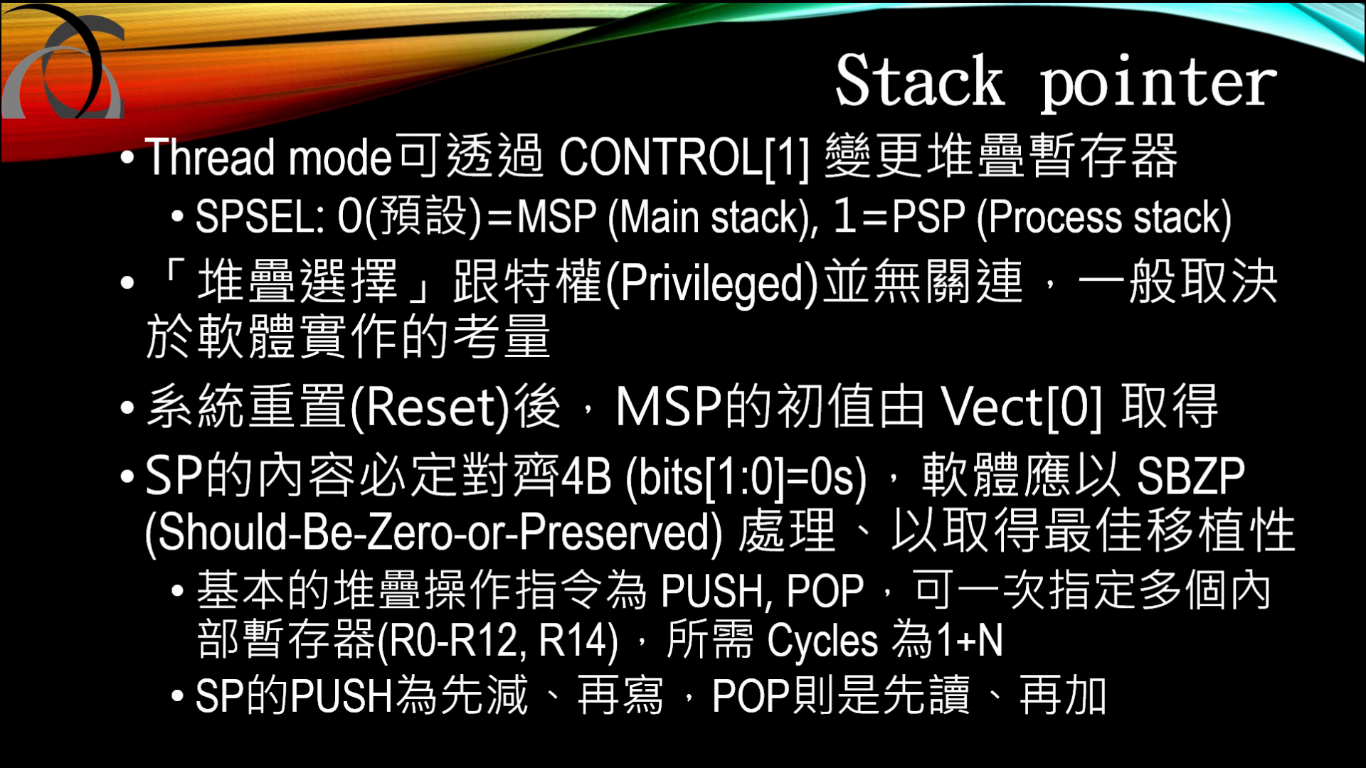 Stack pointer
• Thread mode可透過 CONTROL[1] 變更堆疊暫存器
• SPSEL: 0(預設)=MSP (Main stack), 1=PSP (Process stack)
• 「堆疊選擇」跟特權(Privileged)並無關連，一般取決
於軟體實作的考量
• 系統重置(Reset)後，MSP的初值由 Vect[0] 取得
• SP的內容必定對齊4B (bits[1:0]=0s)，軟體應以 SBZP
(Should-Be-Zero-or-Preserved) 處理、以取得最佳移植性
• 基本的堆疊操作指令為 PUSH, POP，可一次指定多個內
部暫存器(R0-R12, R14)，所需 Cycles 為1+N
• SP的PUSH為先減、再寫，POP則是先讀、再加